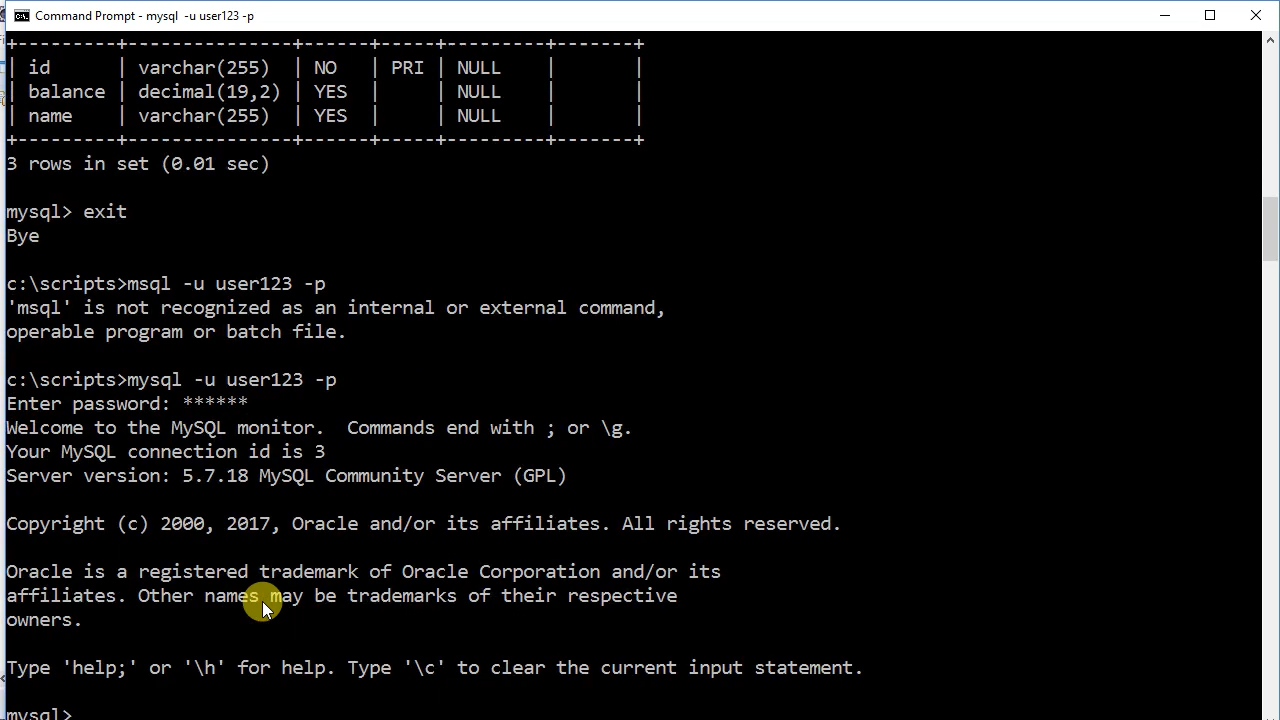 Command Prompt - mysql -u user123 -p
+---------+---------------+------+-----+---------+-------+
| id      | varchar(255)  | NO   | PRI | NULL    |       |
| balance | decimal(19,2) | YES  |     | NULL    |       |
| name    | varchar(255)  | YES  |     | NULL    |       |
+---------+---------------+------+-----+---------+-------+
3 rows in set (0.01 sec)
mysql> exit
Bye
c:\scripts>msql -u user123 -p
'msql' is not recognized as an internal or external command,
operable program or batch file.
c:\scripts>mysql -u user123 -p
Enter password: ******
Welcome to the MySQL monitor.  Commands end with ; or \g.
Your MySQL connection id is 3
Server version: 5.7.18 MySQL Community Server (GPL)
Copyright (c) 2000, 2017, Oracle and/or its affiliates. All rights reserved.
Oracle is a registered trademark of Oracle Corporation and/or its
affiliates. Other names may be trademarks of their respective
owners.
Type 'help;' or '\h' for help. Type '\c' to clear the current input statement.
mysql>